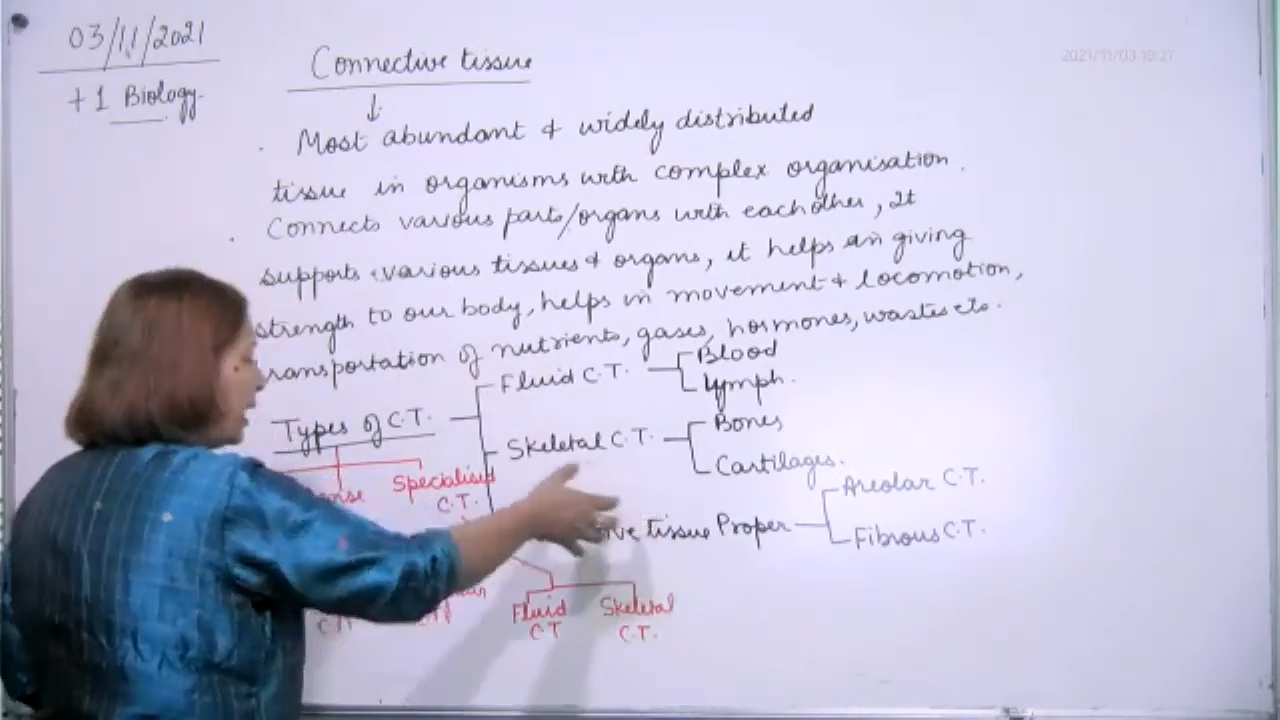 03/11/2021
+1 Biology.
2021/11/03 10:27
Connective tissue
Most abundant & widely distributed
tissue in organisms with complex organisation.
Connects various parts/organs with each other, It
supports various tissues & organs, it helps in giving
strength to our body, helps in movement & locomotion,
transportation of nutrients, gases, hormones, wastes etc.
Types of C.T.
Fluid C.T.
Blood
Lymph.
Skeletal C.T.
Bones
Cartilages.
tissue Proper
Areolar C.T.
Fibrous C.T.
Specialised
C.T.
Fluid
C.T
Skeletal
C.T.